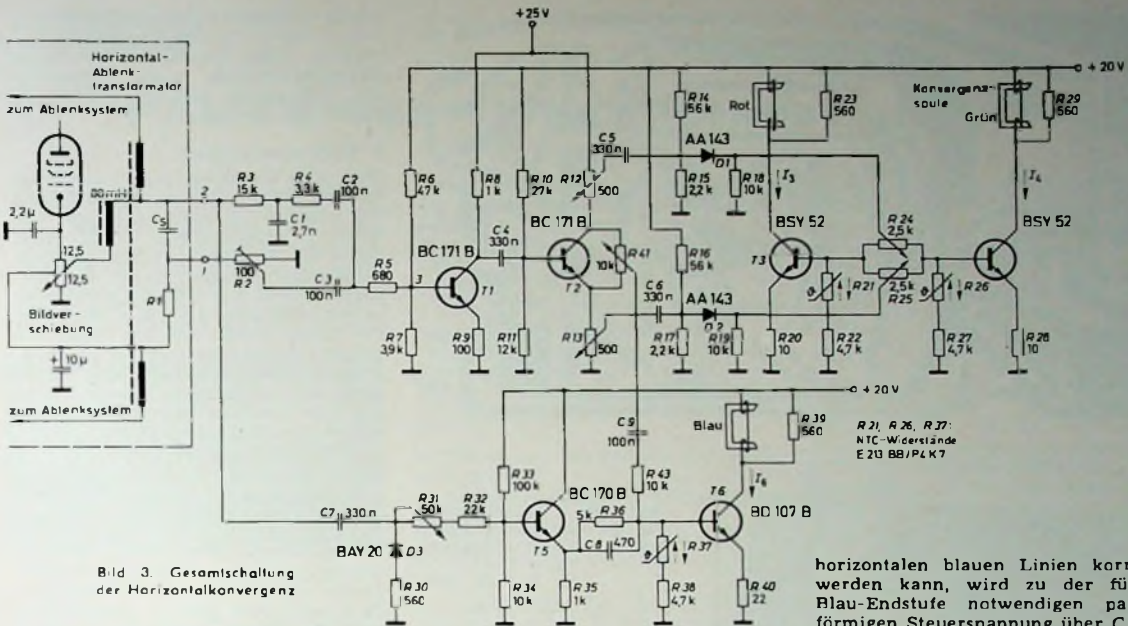 +25V
Horizontal-
Ablenk-
transformator
zum Ablenksystem
2,2µ
12,5
12,5
Bildver-
schiebung
10µ
zum Ablenksystem
CS
R1
2
1
R3
15k
R4
3,3k
C2
100n
C1
2,7n
100
R2
C3
100n
R5
680
3
R6
47k
R7
3,9k
BC 171 B
T1
R8
1k
R9
100
C4
330n
R10
27k
R11
12k
BC 171 B
T2
R12
500
R41
10k
R13
500
C5
330n
C6
330n
R14
56k
R15
2,2k
R16
56k
R17
2,2k
AA 143
D1
AA 143
D2
R18
10k
R19
10k
Rot
R23
560
I3
BSY 52
T3
R20
10
R21
R22
4,7k
R24
2,5k
2,5k
R25
R26
R27
4,7k
Konvergenz-
spule
Grün
R29
560
I4
BSY 52
R28
10
+20V
C7
330n
BAY 20
D3
R30
560
R31
50k
R32
22k
R33
100k
R34
10k
BC 170 B
T5
R35
1k
5k
R36
C8
470
C9
100n
R43
10k
R37
R38
4,7k
Blau
R39
560
I6
T6
BD 107 B
R40
22
+20V
R21, R26, R37:
NTC-Widerstände
E 213 BB/P4K7
Bild 3. Gesamtschaltung
der Horizontalkonvergenz
horizontalen blauen Linien korr
werden kann, wird zu der fü
Blau-Endstufe notwendigen pa
förmigen Steuerspannung über C